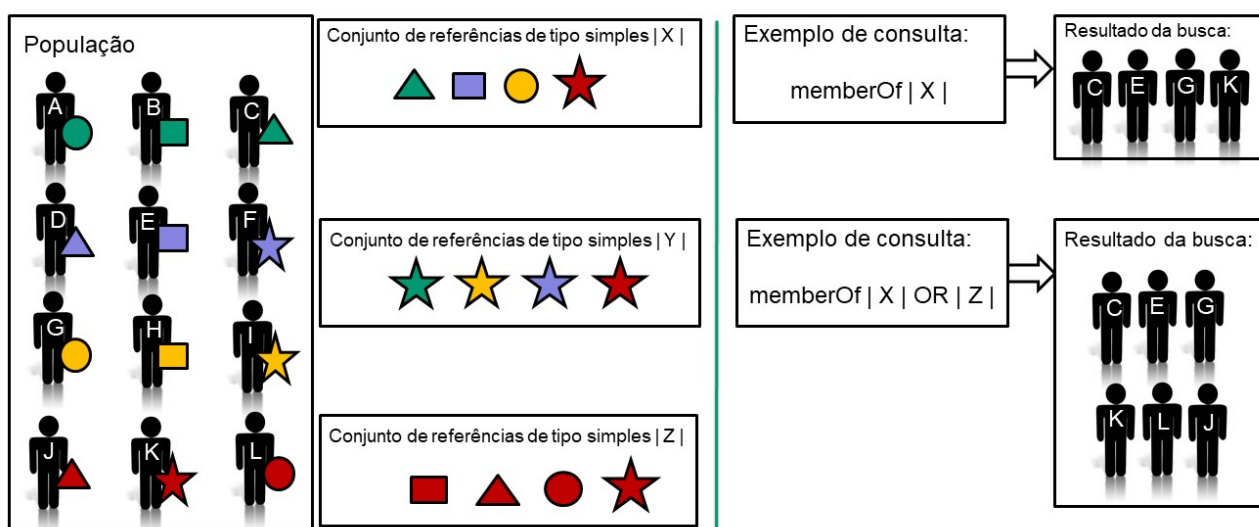 População
A
B
C
D
E
F
G
H
I
J
K
L
Conjunto de referências de tipo simples | X |
Conjunto de referências de tipo simples | Y |
Conjunto de referências de tipo simples | Z |
Exemplo de consulta:
memberOf | X |
Resultado da busca:
C
E
G
K
Exemplo de consulta:
memberOf | X | OR | Z |
Resultado da busca:
C
E
G
K
L
J